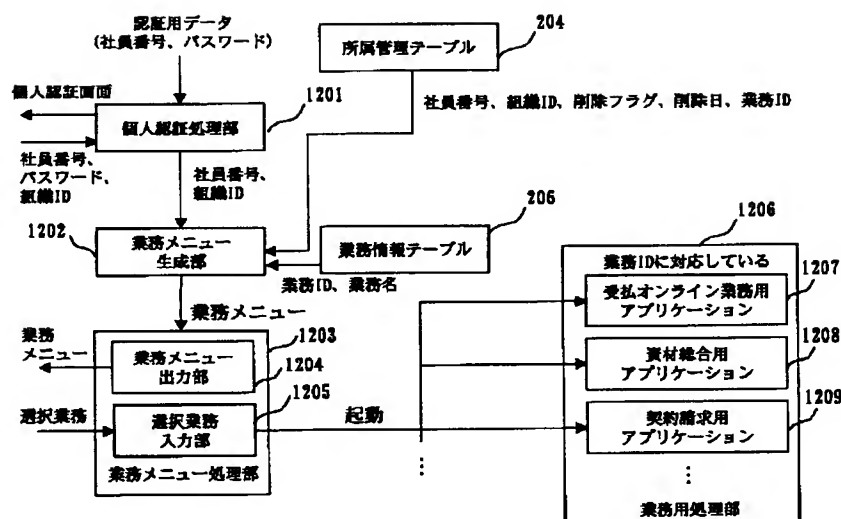 認証用データ
(社員番号、パスワード)
204
所属管理テーブル
個人認証画面
1201
個人認証処理部
社員番号、組織ID、削除フラグ、削除日、業務ID
社員番号、
パスワード、
組織ID
社員番号、
組織ID
1202
206
1206
業務メニュー
生成部
業務情報テーブル
業務IDに対応している
業務ID、業務名
受払オンライン業務用
アプリケーション
1207
業務メニュー
業務
メニュー
1203
業務メニュー
出力部
1204
資材総合用
アプリケーション
1208
1205
選択業務
選択業務
入力部
起動
契約請求用
アプリケーション
1209
業務メニュー処理部
業務用処理部